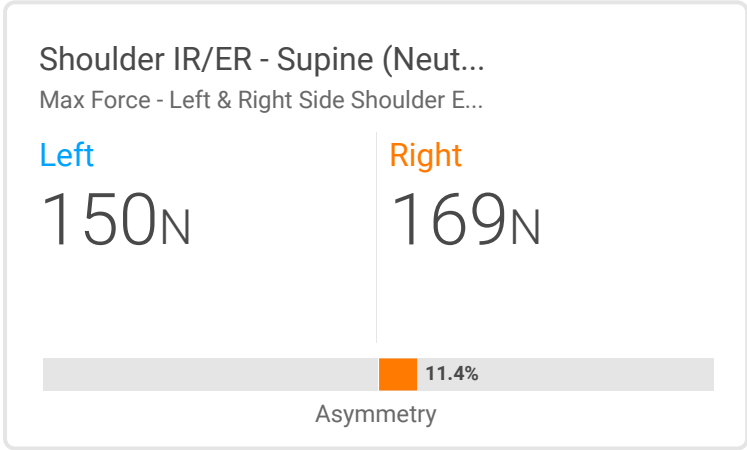 Shoulder IR/ER - Supine (Neut...
Max Force - Left & Right Side Shoulder E...
Left
150N
Right
169N
11.4%
Asymmetry